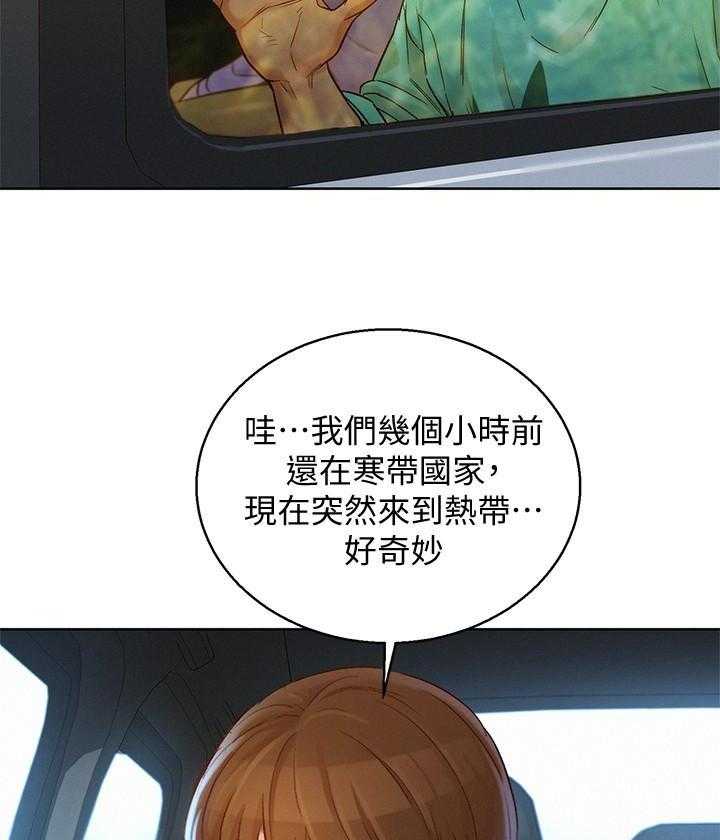 哇…我們幾個小時前
還在寒帶國家，
現在突然來到熱帶…
好奇妙